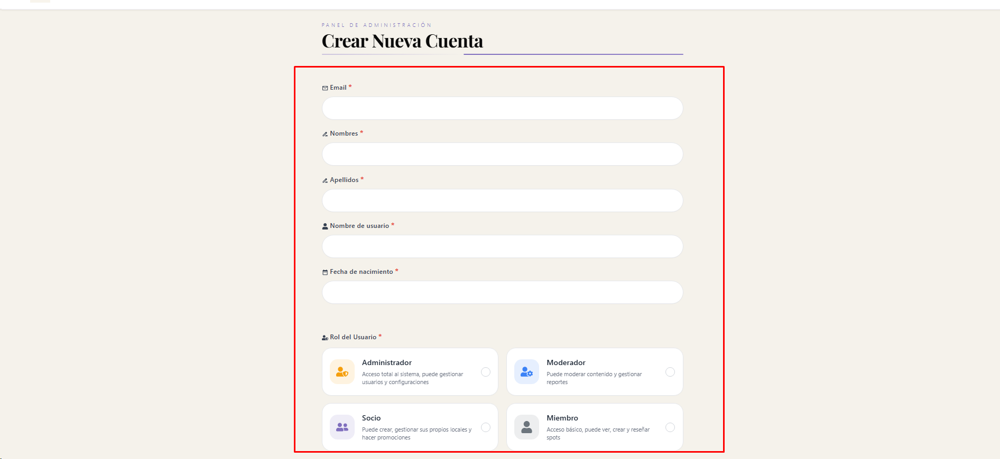 PANEL DE ADMINISTRACIÓN
Crear Nueva Cuenta
Email *
Nombres *
Apellidos *
Nombre de usuario *
Fecha de nacimiento *
Rol del Usuario *
Administrador
Acceso total al sistema, puede gestionar
usuarios y configuraciones
Moderador
Puede moderar contenido y gestionar
reportes
Socio
Puede crear, gestionar sus propios locales y
hacer promociones
Miembro
Acceso básico, puede ver, crear y reseñar
spots